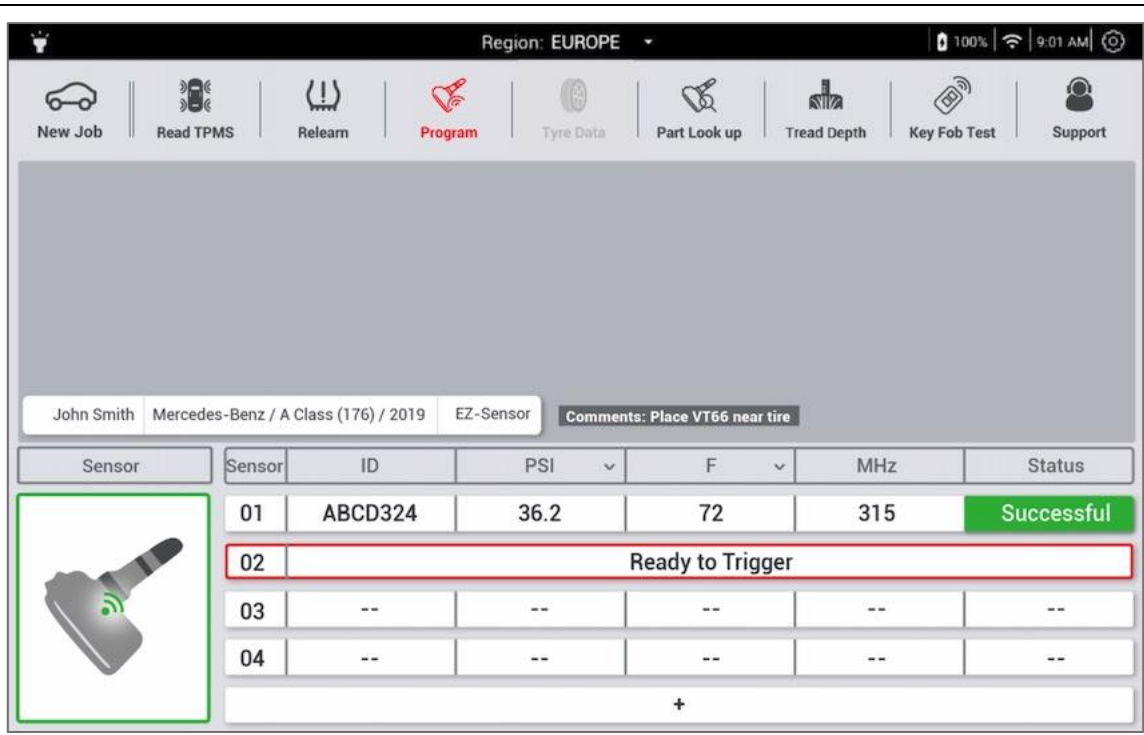 Region: EUROPE 100% 9:01 AM
New Job Read TPMS Relearn Program Tyre Data Part Look up Tread Depth Key Fob Test Support
John Smith Mercedes-Benz / A Class (176) / 2019 EZ-Sensor Comments: Place VT66 near tire
Sensor Sensor ID PSI F MHz Status
01 ABCD324 36.2 72 315 Successful
02 Ready to Trigger
03 -- -- -- -- --
04 -- -- -- -- --
+